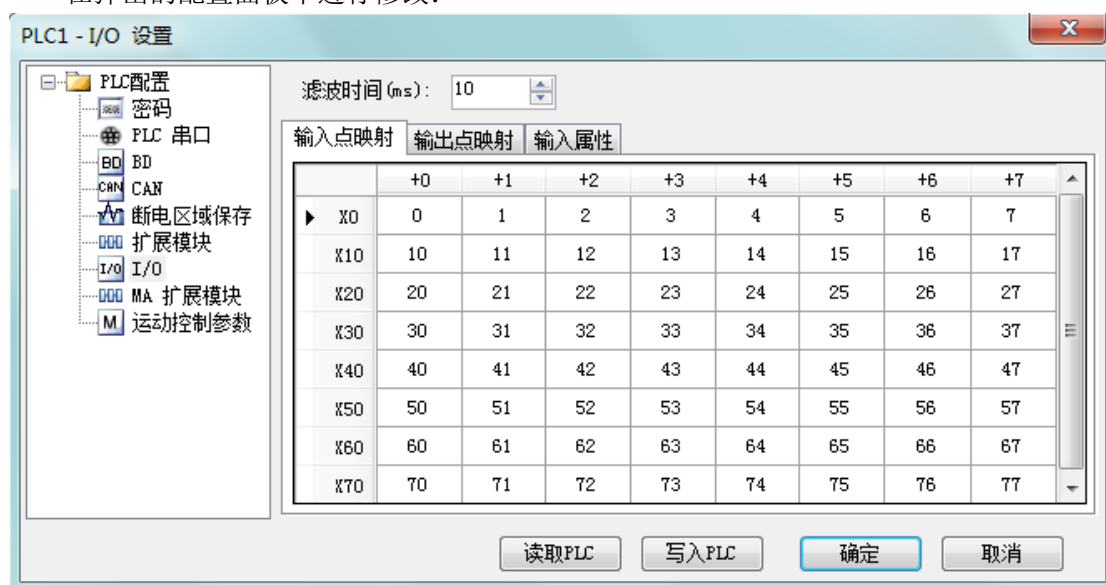 在弹出的配置面板中进行修改:
PLC1 - I/O 设置
PLC配置
密码
PLC 串口
BD BD
CAN CAN
断电区域保存
扩展模块
I/O I/O
MA 扩展模块
M 运动控制参数
滤波时间(ms): 10
输入点映射 输出点映射 输入属性
+0 +1 +2 +3 +4 +5 +6 +7
X0 0 1 2 3 4 5 6 7
X10 10 11 12 13 14 15 16 17
X20 20 21 22 23 24 25 26 27
X30 30 31 32 33 34 35 36 37
X40 40 41 42 43 44 45 46 47
X50 50 51 52 53 54 55 56 57
X60 60 61 62 63 64 65 66 67
X70 70 71 72 73 74 75 76 77
读取PLC 写入PLC 确定 取消